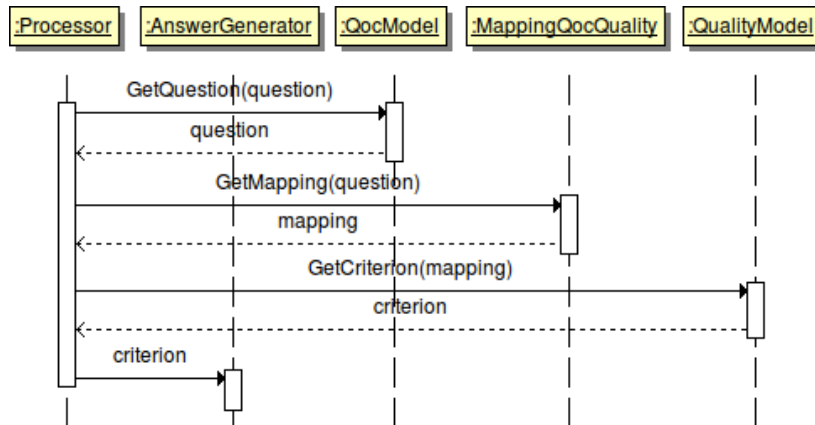 :Processor :AnswerGenerator :QocModel :MappingQocQuality :QualityModel
GetQuestion(question)
question
GetMapping(question)
mapping
GetCriterion(mapping)
criterion
criterion